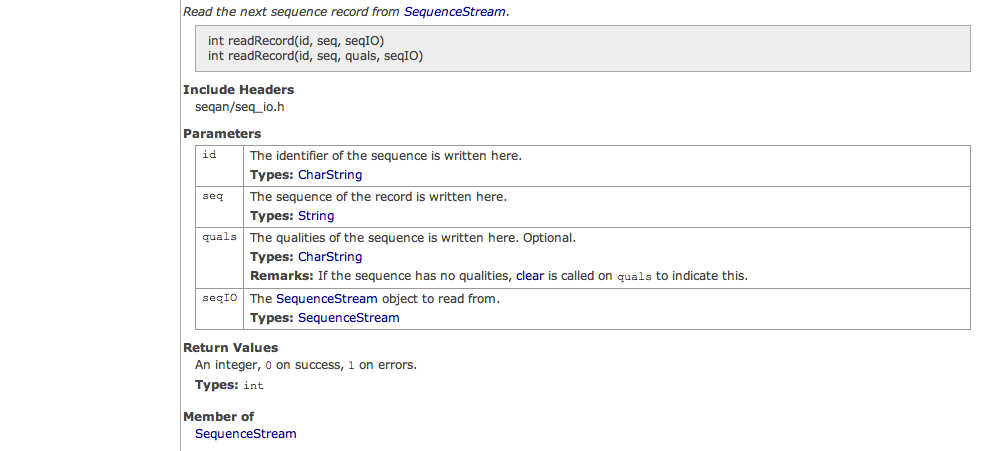 Read the next sequence record from SequenceStream.
int readRecord(id, seq, seqIO)
int readRecord(id, seq, quals, seqIO)
Include Headers
seqan/seq_io.h
Parameters
id The identifier of the sequence is written here.
Types: CharString
seq The sequence of the record is written here.
Types: String
quals The qualities of the sequence is written here. Optional.
Types: CharString
Remarks: If the sequence has no qualities, clear is called on quals to indicate this.
seqIO The SequenceStream object to read from.
Types: SequenceStream
Return Values
An integer, 0 on success, 1 on errors.
Types: int
Member of
SequenceStream